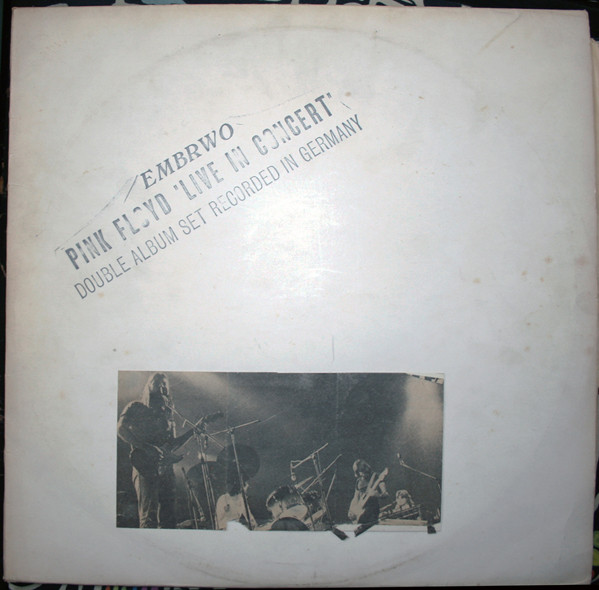 EMBRWO
PINK FLOYD 'LIVE IN CONCERT'
DOUBLE ALBUM SET RECORDED IN GERMANY